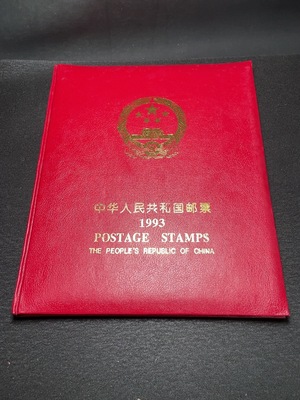 中华人民共和国邮票
1993
POSTAGE STAMPS
THE PEOPLE'S REPUBLIC OF CHINA